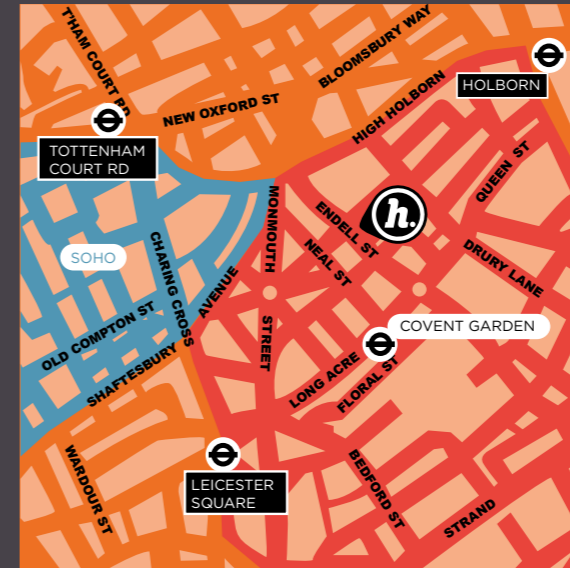 T'HAM COURT RD
BLOOMSBURY WAY
NEW OXFORD ST
HOLBORN
HIGH HOLBORN
TOTTENHAM
COURT RD
QUEEN ST
MONMOUTH
STREET
ENDELL ST
h.
NEAL ST
SOHO
CHARING CROSS
DRURY LANE
SHAFTESBURY
AVENUE
OLD COMPTON ST
COVENT GARDEN
LONG ACRE
FLORAL ST
WARDOUR ST
LEICESTER
SQUARE
BEDFORD ST
STRAND